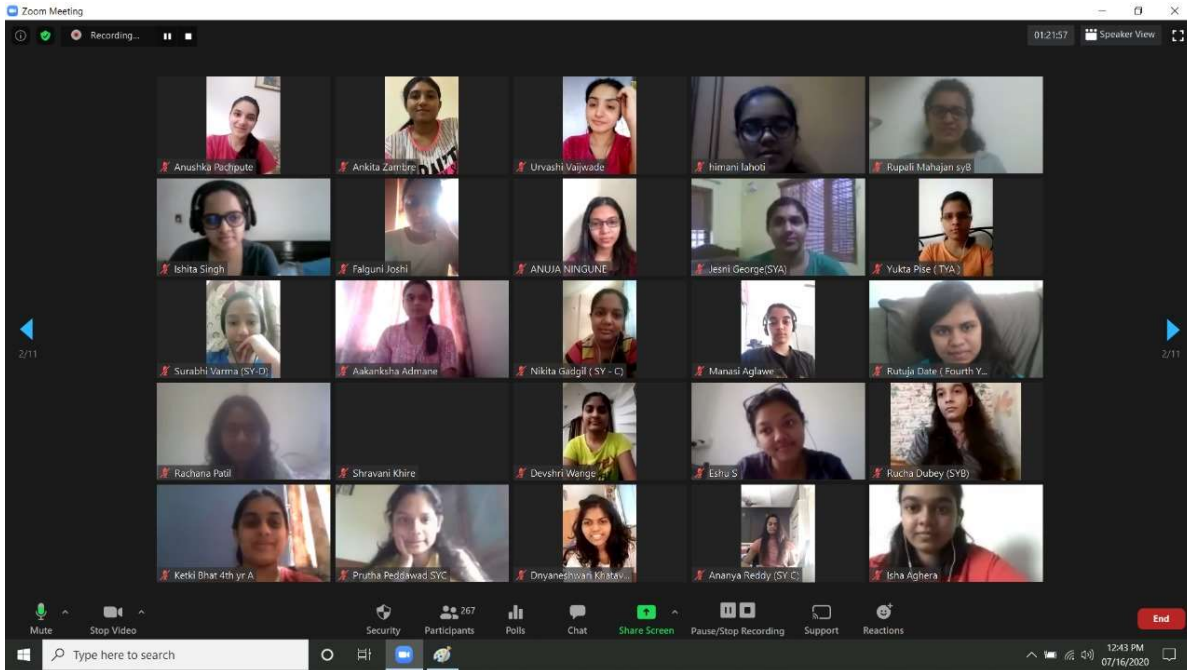 Zoom Meeting
Recording...
01:21:57 Speaker View
Anushka Pachpute Ankita Zambre Urvashi Vaijwade himani lahoti Rupali Mahajan syB
Ishita Singh Falguni Joshi ANUJA NINGUNE Jesni George(SYA) Yukta Pise ( TYA )
Surabhi Varma (SY-D) Aakanksha Admane Nikita Gadgil ( SY - C) Manasi Aglawe Rutuja Date ( Fourth Y...
2/11 2/11
Rachana Patil Shravani Khire Devshri Wange Eshu S Rucha Dubey (SYB)
Ketki Bhat 4th yr A Prutha Peddawad SYC Dnyaneshwari Khatav... Ananya Reddy (SY C) Isha Aghera
267
Mute Stop Video Security Participants Polls Chat Share Screen Pause/Stop Recording Support Reactions End
Type here to search
12:43 PM
07/16/2020